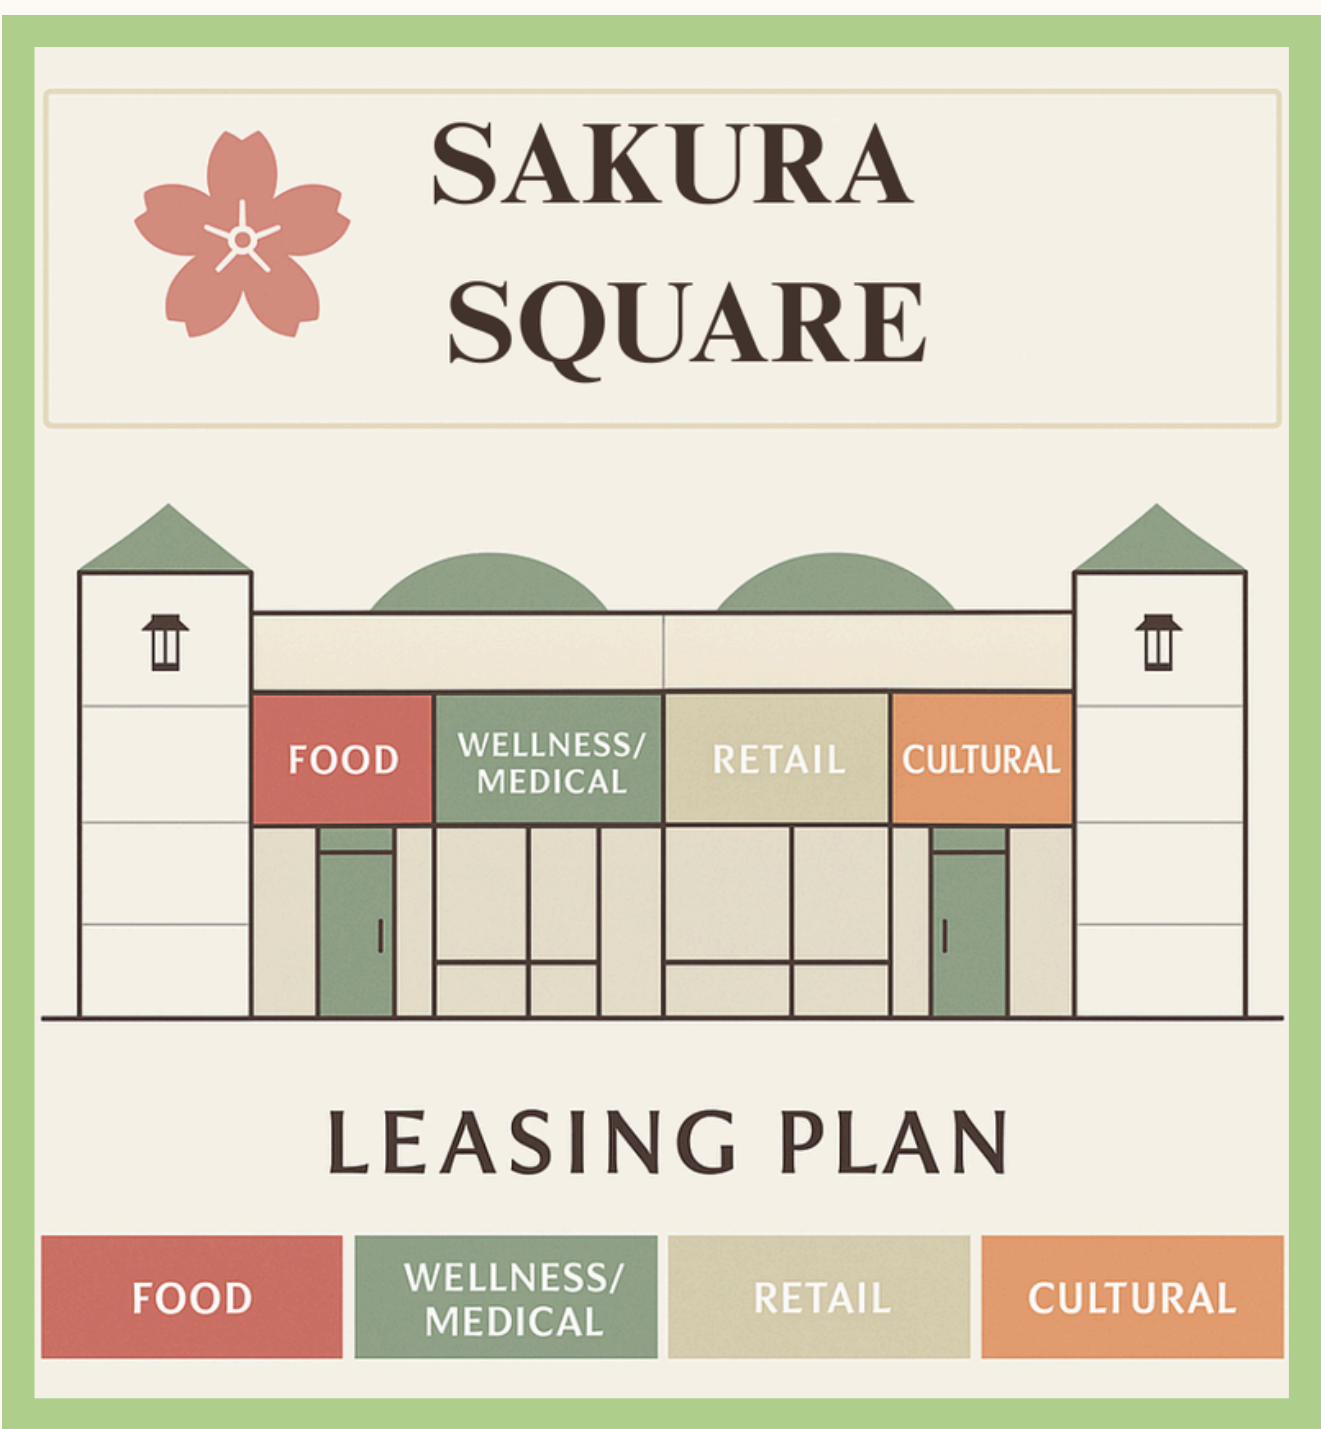 SAKURA
SQUARE
FOOD
WELLNESS/
MEDICAL
RETAIL
CULTURAL
LEASING PLAN
FOOD
WELLNESS/
MEDICAL
RETAIL
CULTURAL